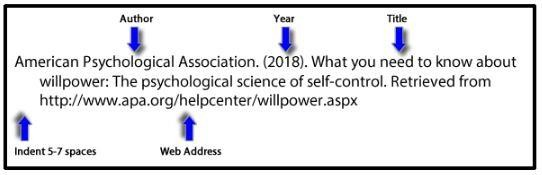 Author Year Title
American Psychological Association. (2018). What you need to know about
willpower: The psychological science of self-control. Retrieved from
http://www.apa.org/helpcenter/willpower.aspx
Indent 5-7 spaces Web Address